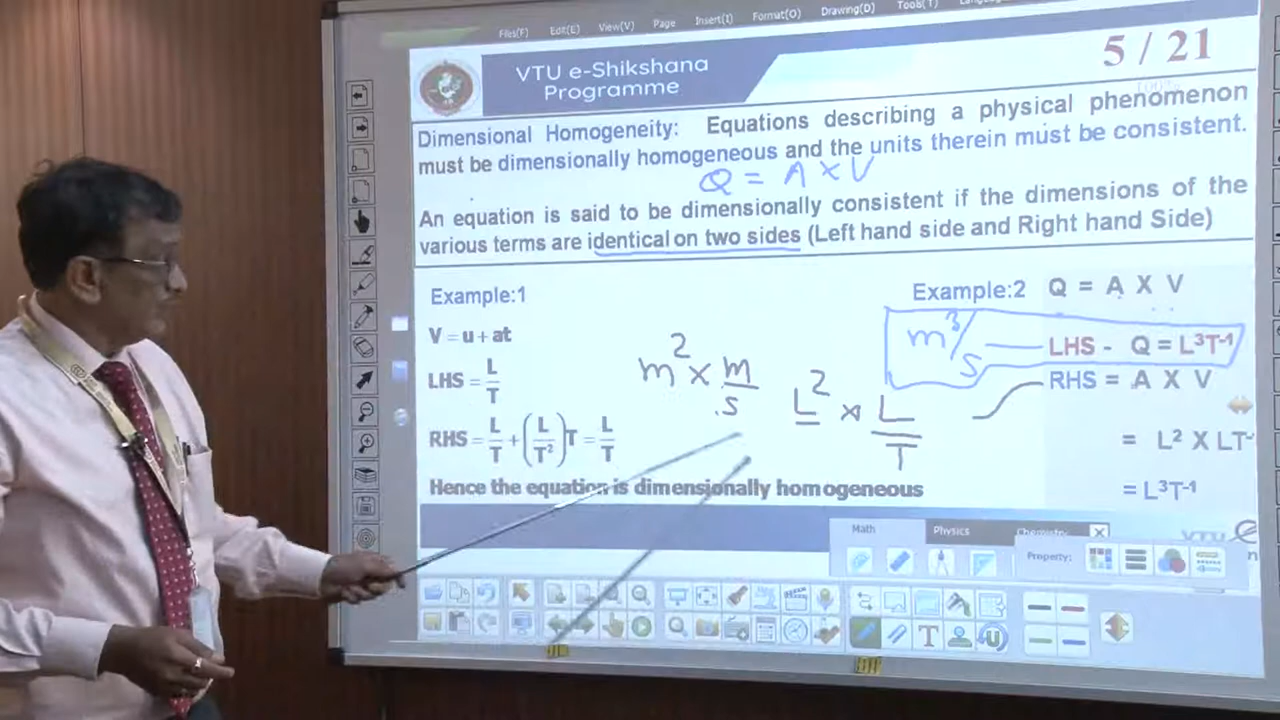 Files(F) Edit(E) View(V) Page Insert(I) Format(O) Drawing(D) Tools(T)
VTU e-Shikshana
Programme
5 / 21
Dimensional Homogeneity: Equations describing a physical phenomenon
must be dimensionally homogeneous and the units therein must be consistent.
Q = A × V
An equation is said to be dimensionally consistent if the dimensions of the
various terms are identical on two sides (Left hand side and Right hand Side)
Example:1
V = u + at
LHS = L/T
RHS = L/T + (L/T²)T = L/T
Hence the equation is dimensionally homogeneous
m² × m/s
L² × L/T
Example:2 Q = A X V
m³/s
LHS - Q = L³T⁻¹
RHS = A X V
= L² X LT⁻
= L³T⁻¹
Math Physics Chemistry
Property:
VTU e